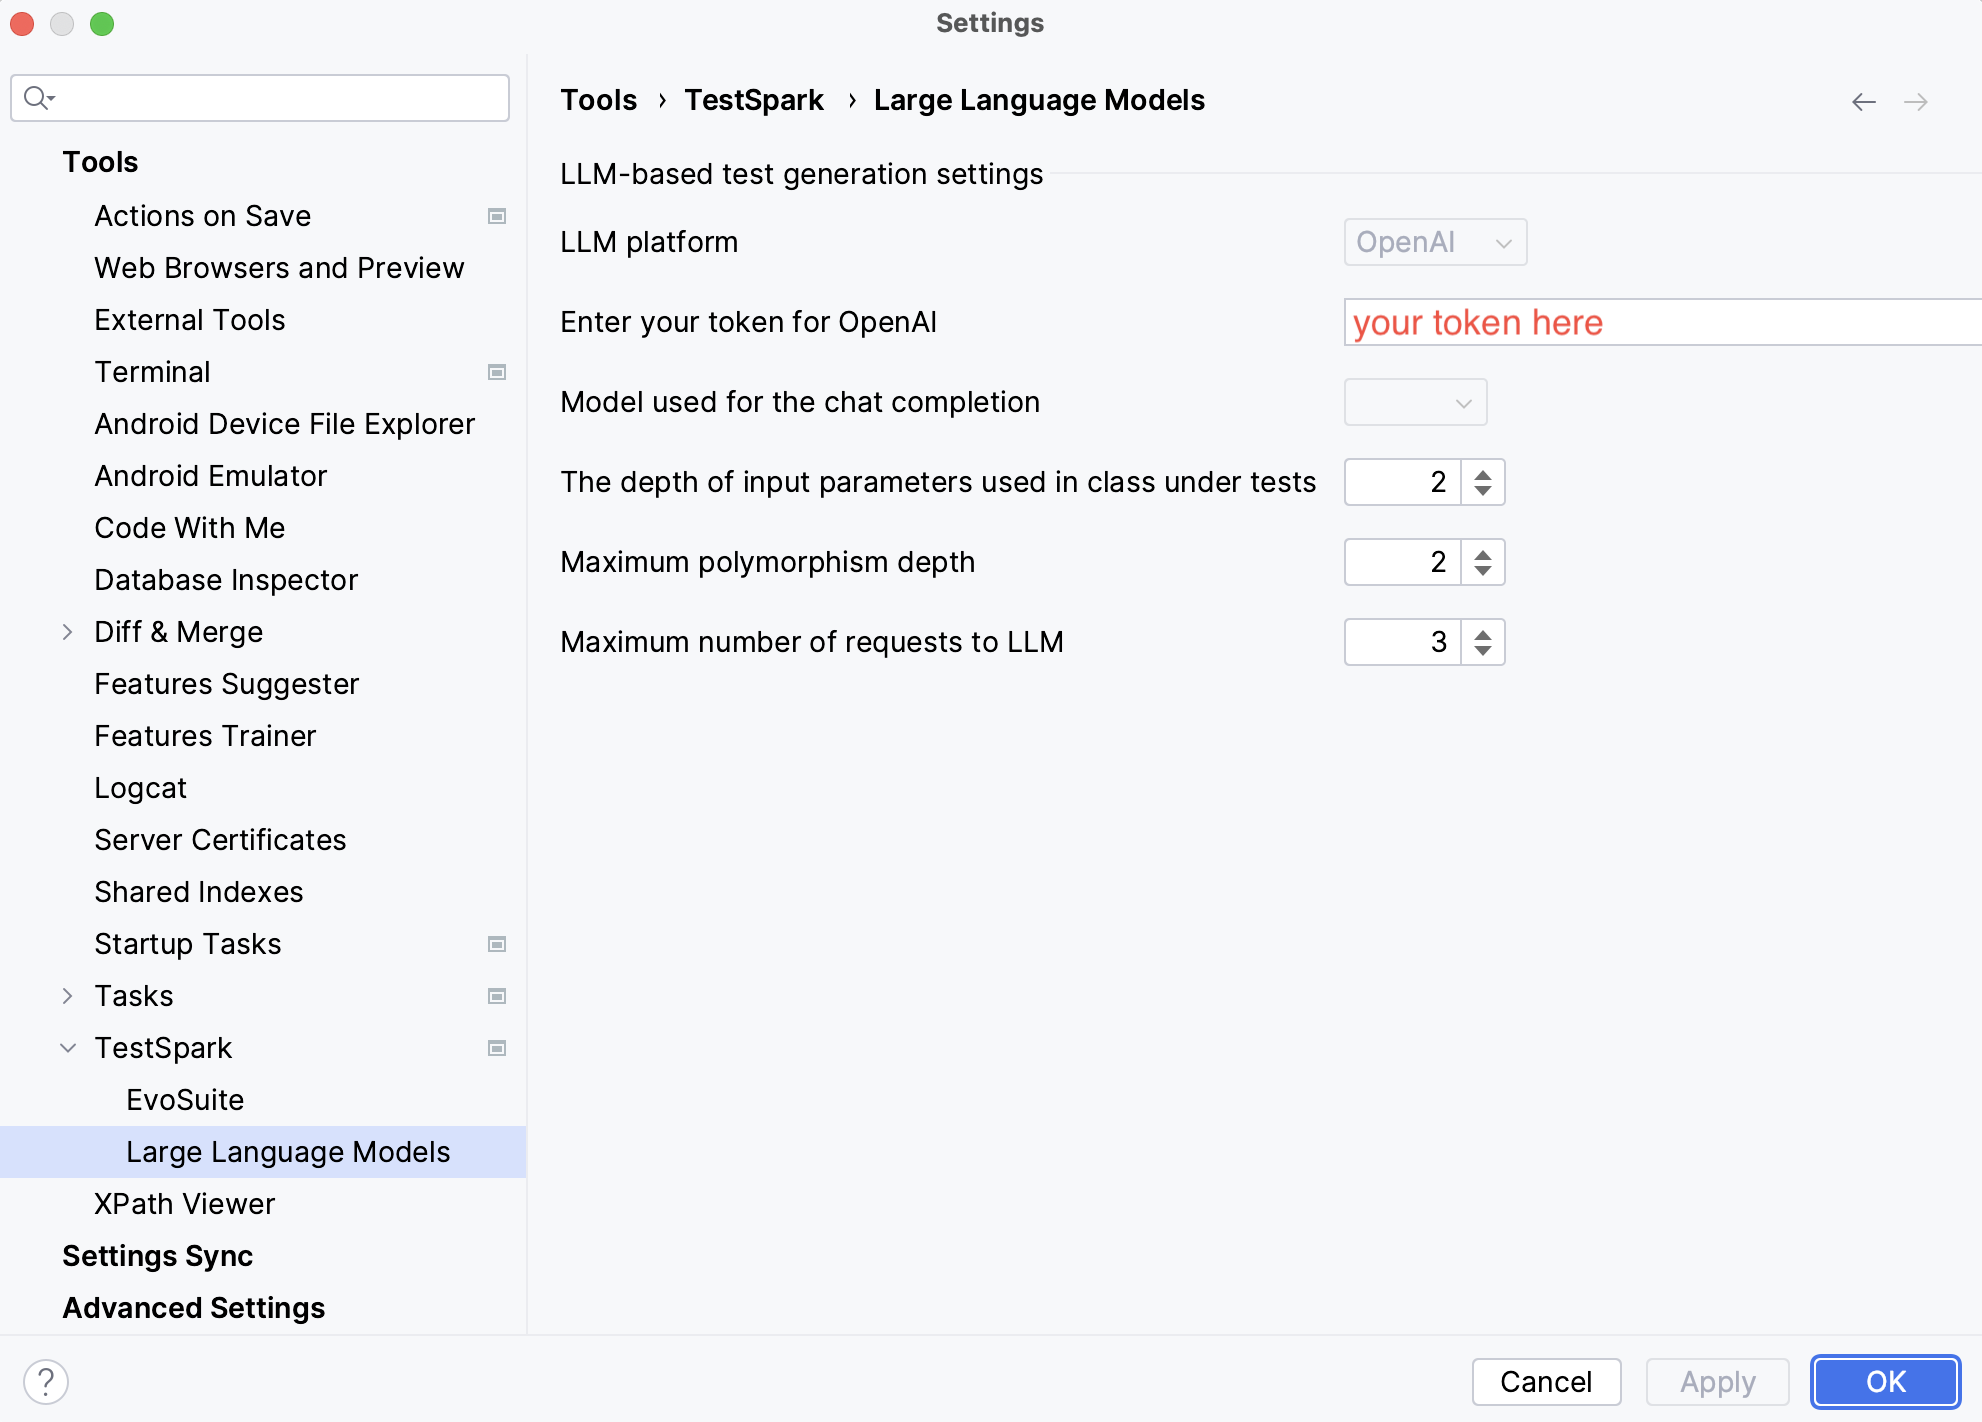 Settings
Tools
Actions on Save
Web Browsers and Preview
External Tools
Terminal
Android Device File Explorer
Android Emulator
Code With Me
Database Inspector
Diff & Merge
Features Suggester
Features Trainer
Logcat
Server Certificates
Shared Indexes
Startup Tasks
Tasks
TestSpark
EvoSuite
Large Language Models
XPath Viewer
Settings Sync
Advanced Settings
Tools › TestSpark › Large Language Models
LLM-based test generation settings
LLM platform OpenAI
Enter your token for OpenAI your token here
Model used for the chat completion
The depth of input parameters used in class under tests 2
Maximum polymorphism depth 2
Maximum number of requests to LLM 3
? Cancel Apply OK